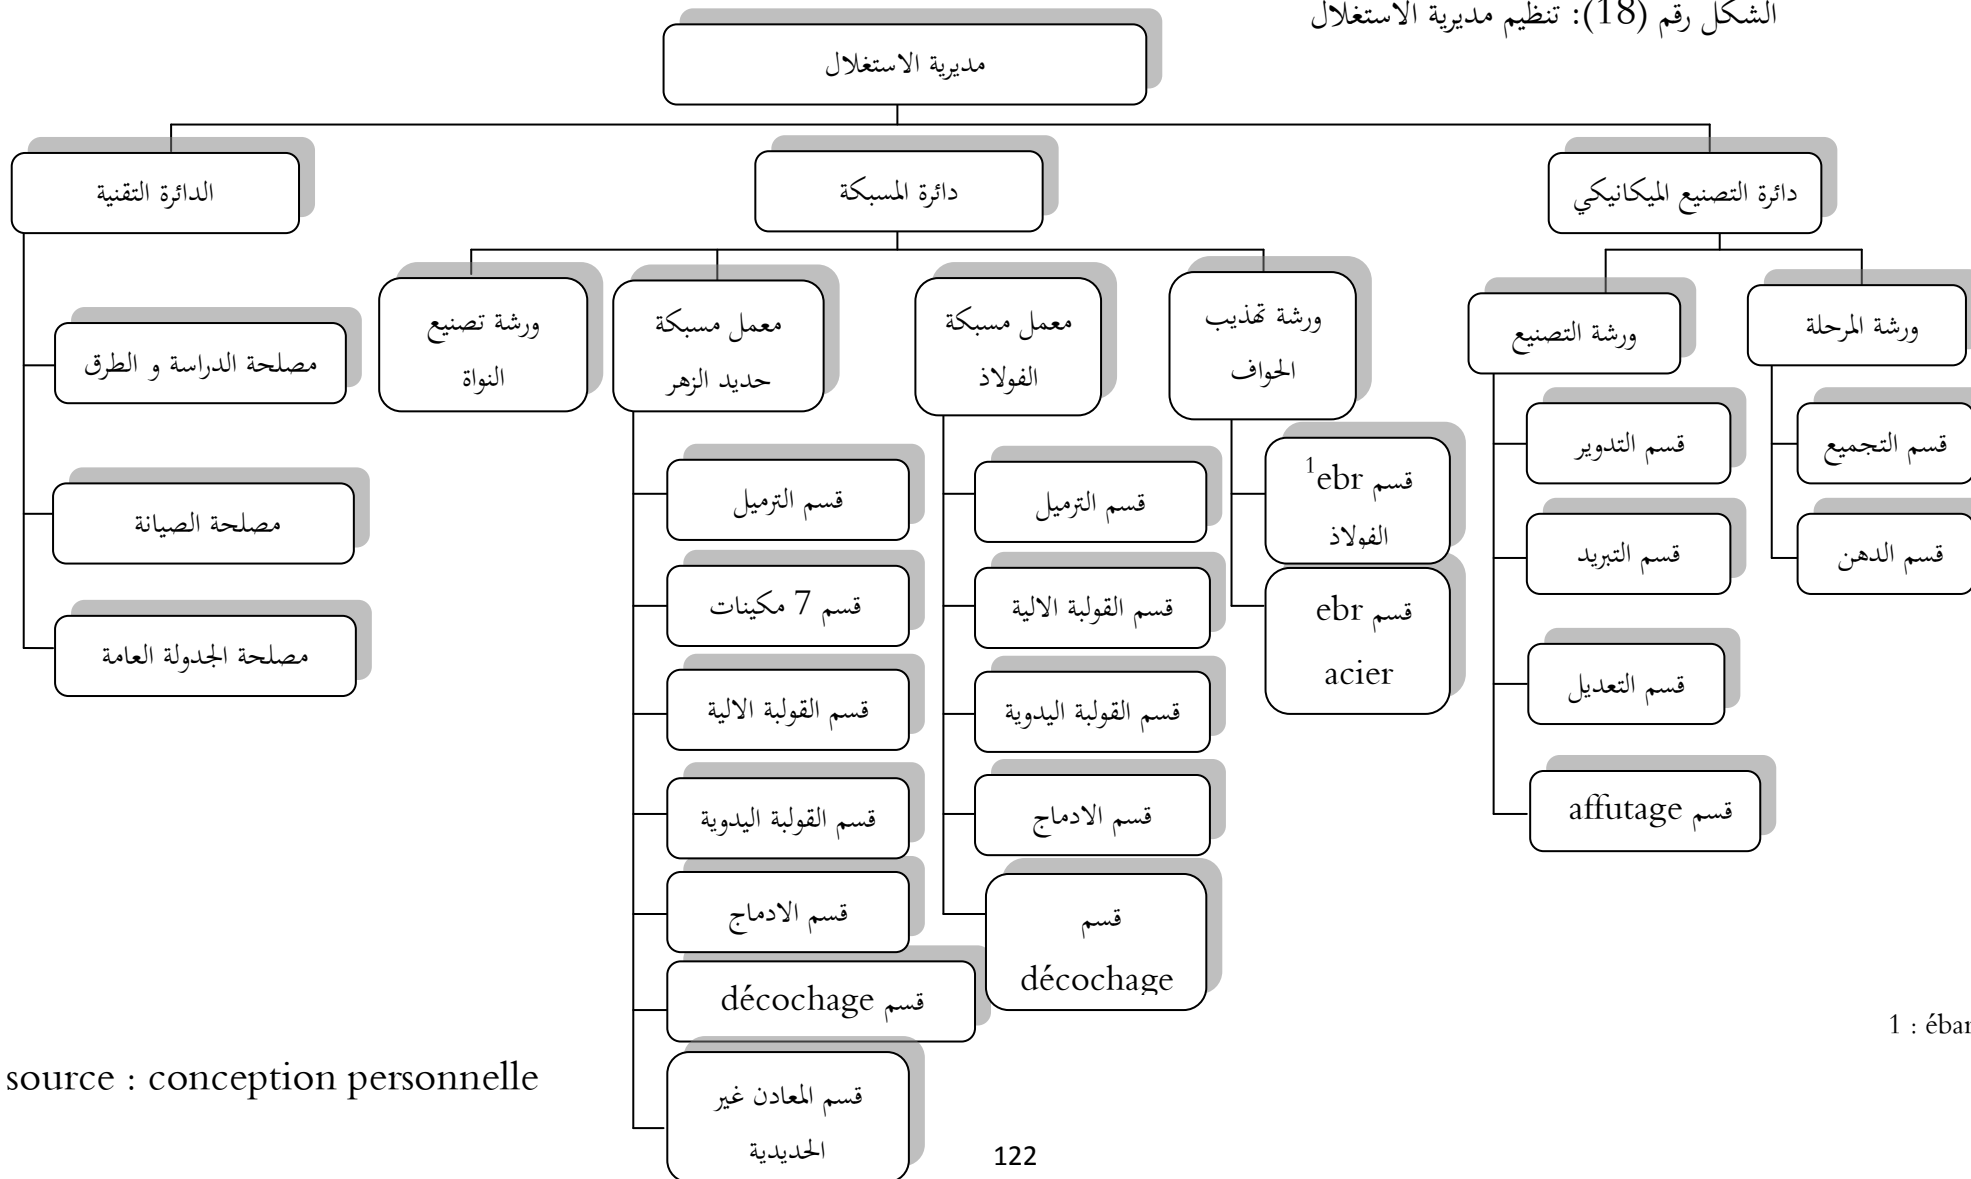 الشكل رقم (18): تنظيم مديرية الاستغلال
مديرية الاستغلال
دائرة التصنيع الميكانيكي
دائرة المسبكة
الدائرة التقنية
ورشة المرحلة
ورشة التصنيع
ورشة تهذيب
الحواف
معمل مسبكة
الفولاذ
معمل مسبكة
حديد الزهر
ورشة تصنيع
النواة
قسم التجميع
قسم الدهن
قسم التدوير
قسم التبريد
قسم التعديل
قسم affutage
قسم ebr¹
الفولاذ
قسم ebr
acier
قسم الترميل
قسم القولبة الالية
قسم القولبة اليدوية
قسم الادماج
قسم
décochage
قسم الترميل
قسم 7 مكينات
قسم القولبة الالية
قسم القولبة اليدوية
قسم الادماج
قسم décochage
قسم المعادن غير
الحديدية
مصلحة الدراسة و الطرق
مصلحة الصيانة
مصلحة الجدولة العامة
1 : ébar
source : conception personnelle
122